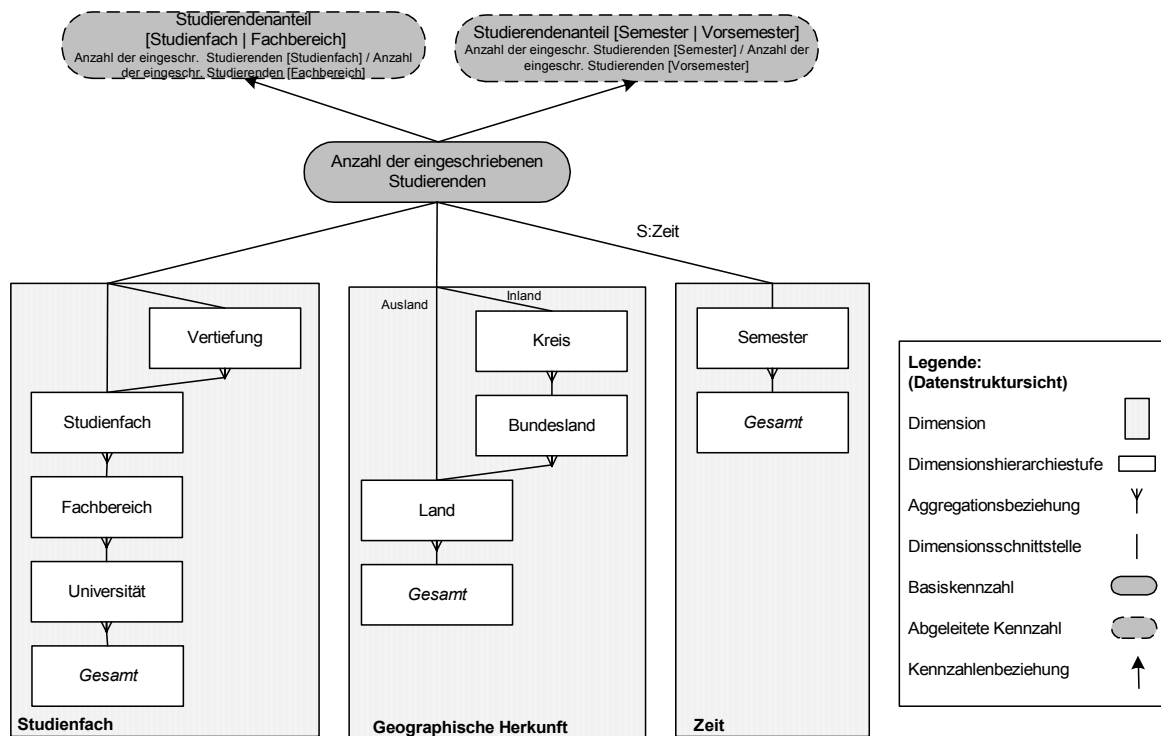 Studierendenanteil
[Studienfach | Fachbereich]
Anzahl der eingeschr. Studierenden [Studienfach] / Anzahl
der eingeschr. Studierenden [Fachbereich]
Studierendenanteil [Semester | Vorsemester]
Anzahl der eingeschr. Studierenden [Semester] / Anzahl der
eingeschr. Studierenden [Vorsemester]
Anzahl der eingeschriebenen
Studierenden
S:Zeit
Vertiefung
Studienfach
Fachbereich
Universität
Gesamt
Studienfach
Ausland
Inland
Kreis
Bundesland
Land
Gesamt
Geographische Herkunft
Semester
Gesamt
Zeit
Legende:
(Datenstruktursicht)
Dimension
Dimensionshierarchiestufe
Aggregationsbeziehung
Dimensionsschnittstelle
Basiskennzahl
Abgeleitete Kennzahl
Kennzahlenbeziehung